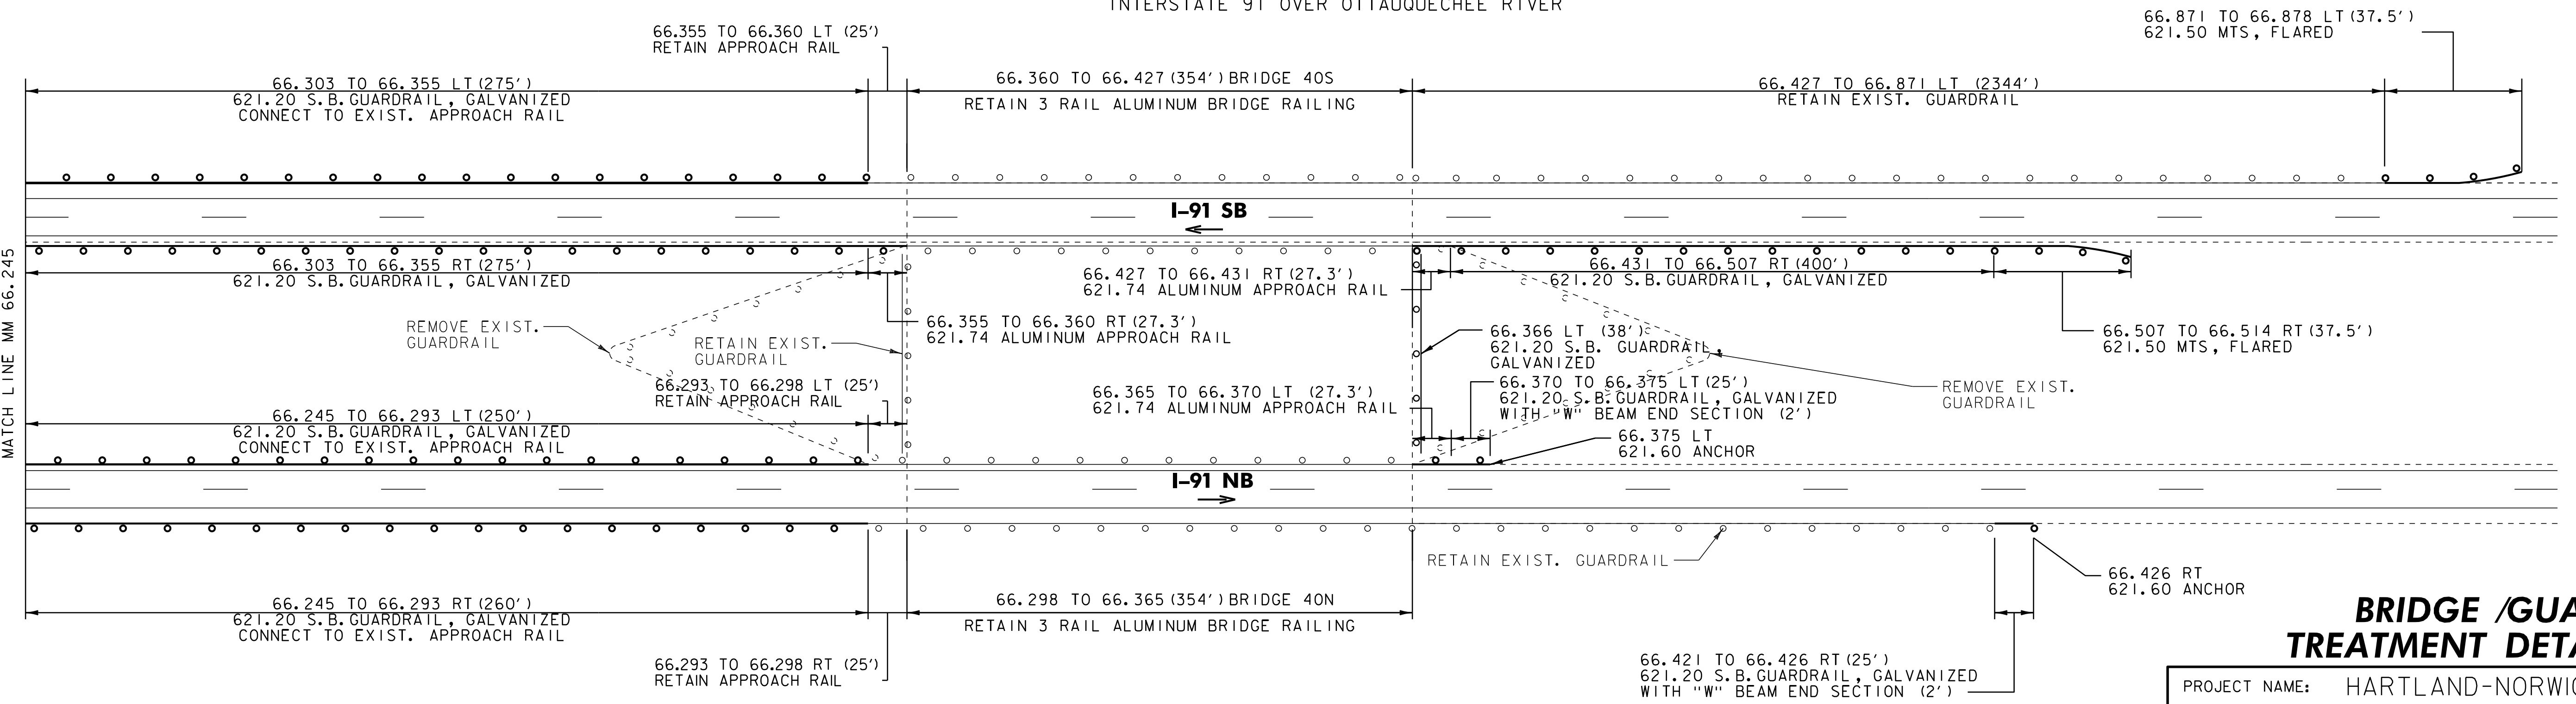 INTERSTATE 91 OVER OTTAUQUECHEE RIVER
66.355 TO 66.360 LT (25')
RETAIN APPROACH RAIL
66.871 TO 66.878 LT (37.5')
621.50 MTS, FLARED
66.303 TO 66.355 LT (275')
621.20 S.B. GUARDRAIL, GALVANIZED
CONNECT TO EXIST. APPROACH RAIL
66.360 TO 66.427 (354') BRIDGE 40S
RETAIN 3 RAIL ALUMINUM BRIDGE RAILING
66.427 TO 66.871 LT (2344')
RETAIN EXIST. GUARDRAIL
I-91 SB
MATCH LINE MM 66.245
66.303 TO 66.355 RT (275')
621.20 S.B. GUARDRAIL, GALVANIZED
66.427 TO 66.431 RT (27.3')
621.74 ALUMINUM APPROACH RAIL
66.431 TO 66.507 RT (400')
621.20 S.B. GUARDRAIL, GALVANIZED
REMOVE EXIST.
GUARDRAIL
RETAIN EXIST.
GUARDRAIL
66.355 TO 66.360 RT (27.3')
621.74 ALUMINUM APPROACH RAIL
66.366 LT (38')
621.20 S.B. GUARDRAIL,
GALVANIZED
66.507 TO 66.514 RT (37.5')
621.50 MTS, FLARED
66.293 TO 66.298 LT (25')
RETAIN APPROACH RAIL
66.365 TO 66.370 LT (27.3')
621.74 ALUMINUM APPROACH RAIL
66.370 TO 66.375 LT (25')
621.20 S.B. GUARDRAIL, GALVANIZED
WITH "W" BEAM END SECTION (2')
REMOVE EXIST.
GUARDRAIL
66.245 TO 66.293 LT (250')
621.20 S.B. GUARDRAIL, GALVANIZED
CONNECT TO EXIST. APPROACH RAIL
66.375 LT
621.60 ANCHOR
I-91 NB
RETAIN EXIST. GUARDRAIL
66.426 RT
621.60 ANCHOR
66.245 TO 66.293 RT (260')
621.20 S.B. GUARDRAIL, GALVANIZED
CONNECT TO EXIST. APPROACH RAIL
66.298 TO 66.365 (354') BRIDGE 40N
RETAIN 3 RAIL ALUMINUM BRIDGE RAILING
66.293 TO 66.298 RT (25')
RETAIN APPROACH RAIL
66.421 TO 66.426 RT (25')
621.20 S.B. GUARDRAIL, GALVANIZED
WITH "W" BEAM END SECTION (2')
BRIDGE /GUA
TREATMENT DETA
PROJECT NAME: HARTLAND-NORWIC